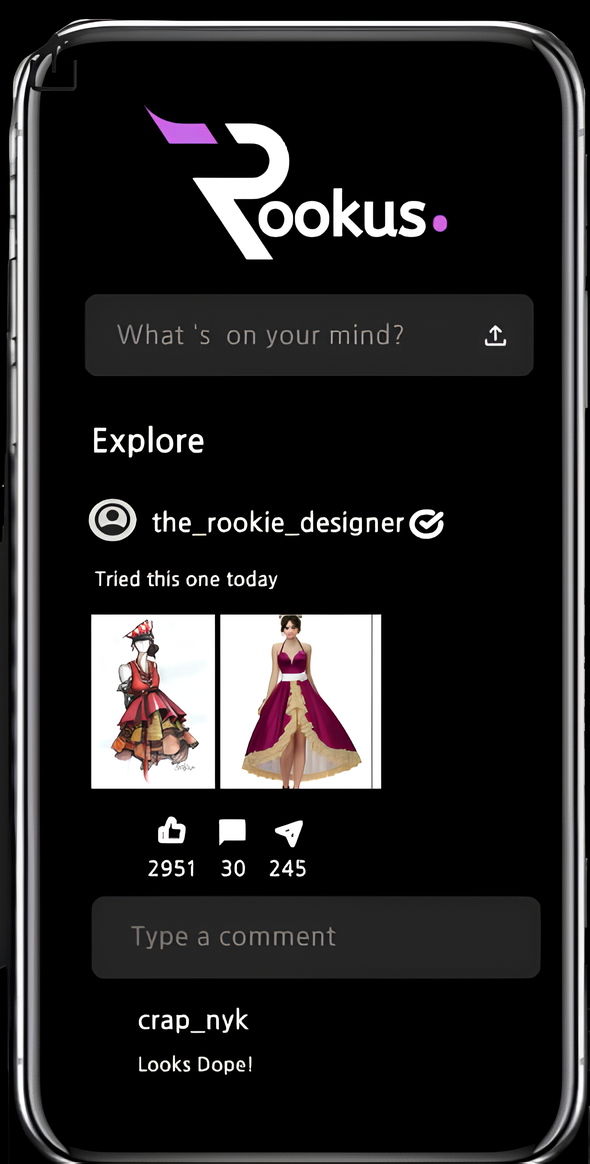 Rookus.
What 's on your mind?
Explore
the_rookie_designer
Tried this one today
2951 30 245
Type a comment
crap_nyk
Looks Dope!